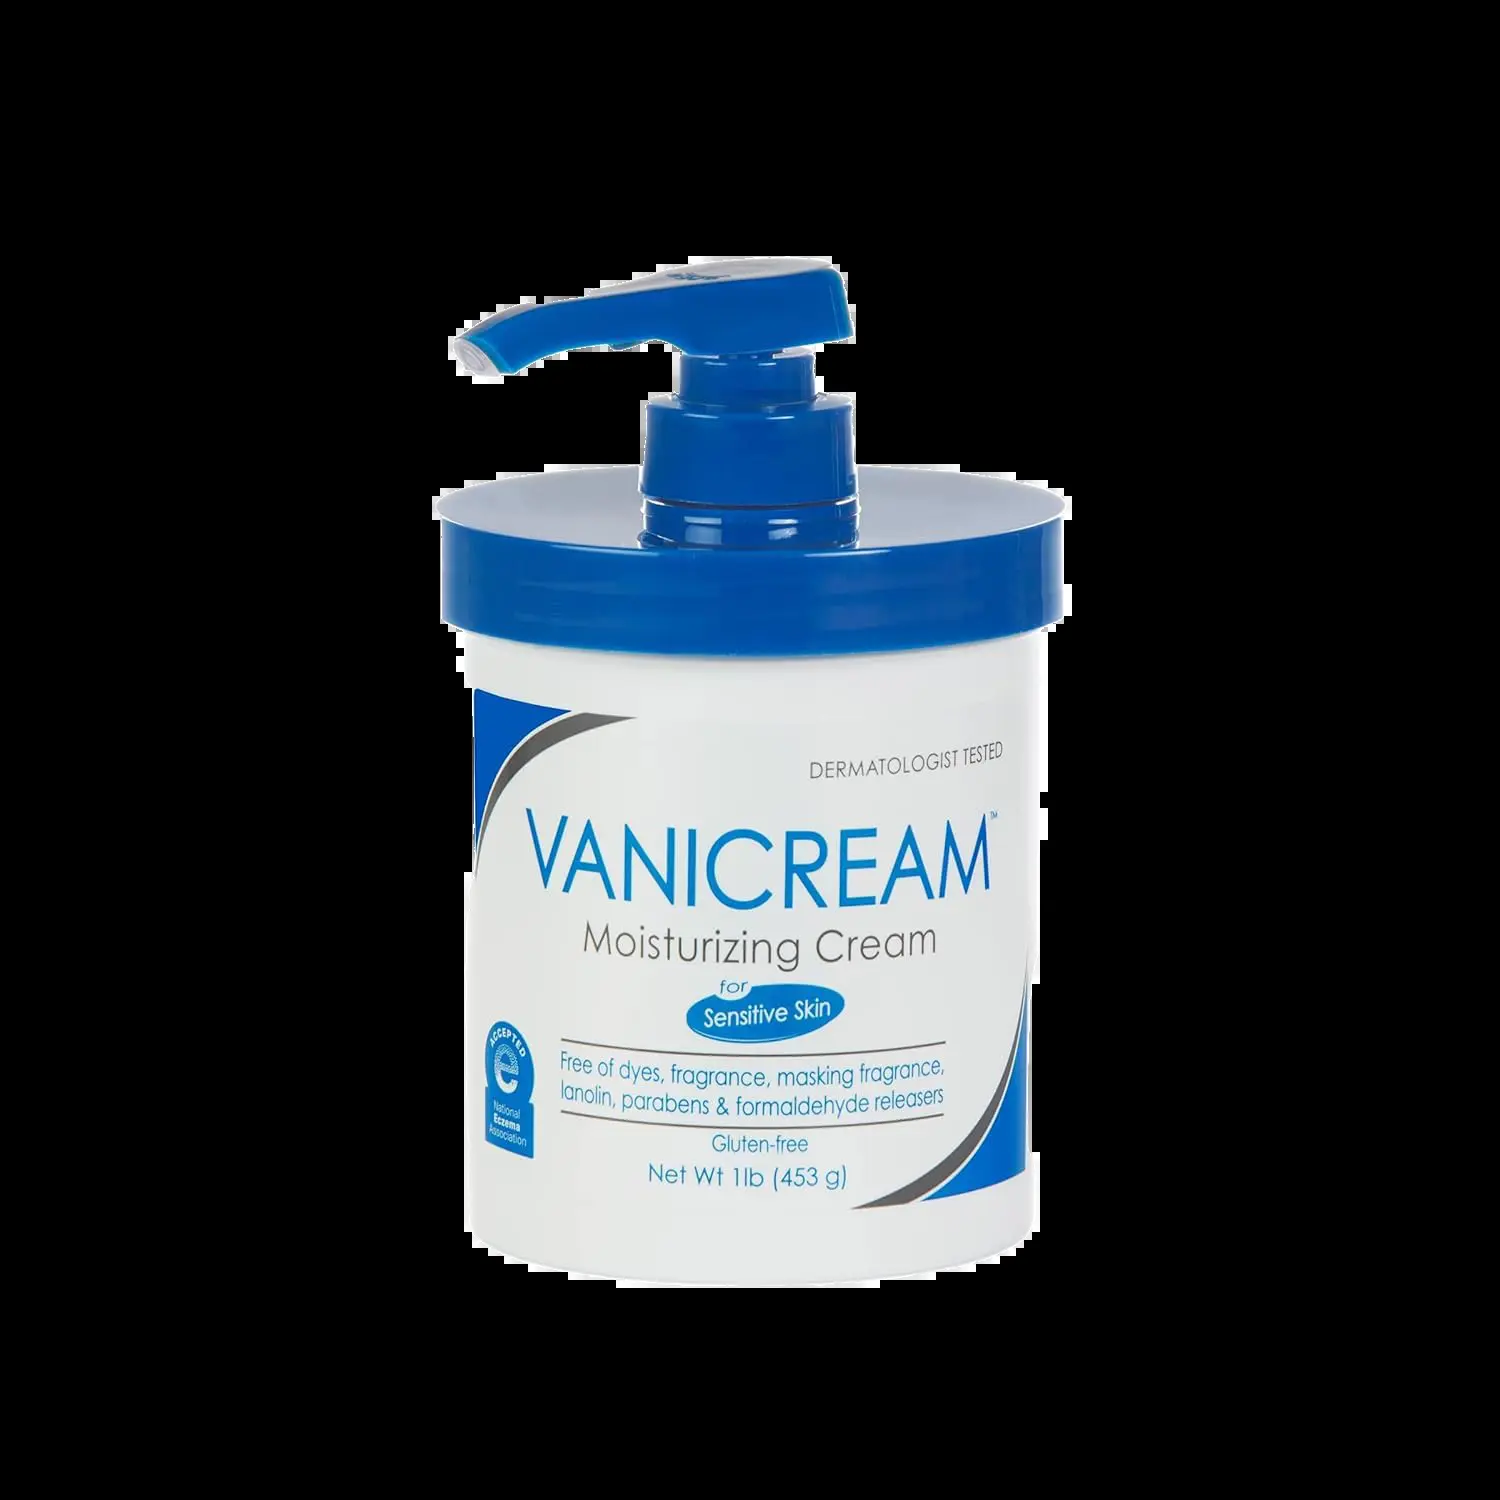 DERMATOLOGIST TESTED
VANICREAM™
Moisturizing Cream
for
Sensitive Skin
ACCEPTED
e
National
Eczema
Association
Free of dyes, fragrance, masking fragrance,
lanolin, parabens & formaldehyde releasers
Gluten-free
Net Wt 1lb (453 g)